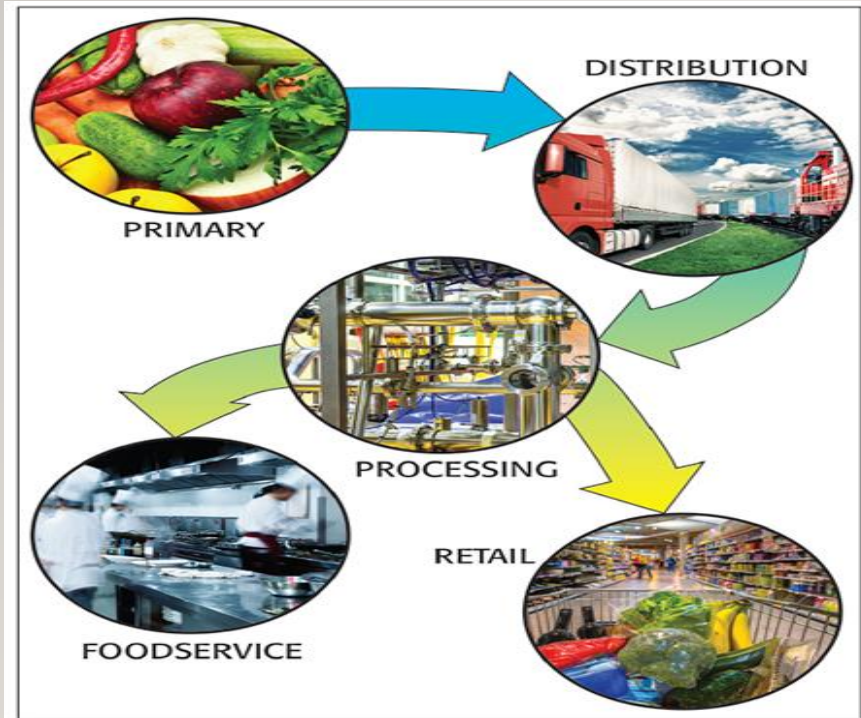 PRIMARY
DISTRIBUTION
PROCESSING
FOODSERVICE
RETAIL